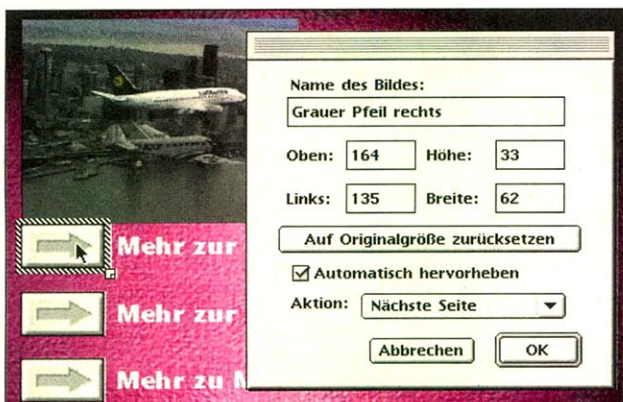 Name des Bildes:
Grauer Pfeil rechts
Oben: 164 Höhe: 33
Links: 135 Breite: 62
Auf Originalgröße zurücksetzen
Automatisch hervorheben
Aktion: Nächste Seite
Abbrechen OK
Mehr zur
Mehr zur
Mehr zu